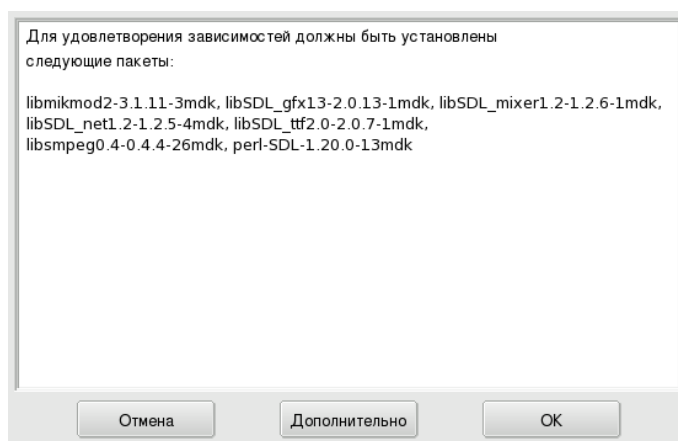 Для удовлетворения зависимостей должны быть установлены
следующие пакеты:
libmikmod2-3.1.11-3mdk, libSDL_gfx13-2.0.13-1mdk, libSDL_mixer1.2-1.2.6-1mdk,
libSDL_net1.2-1.2.5-4mdk, libSDL_ttf2.0-2.0.7-1mdk,
libsmpeg0.4-0.4.4-26mdk, perl-SDL-1.20.0-13mdk
Отмена Дополнительно OK